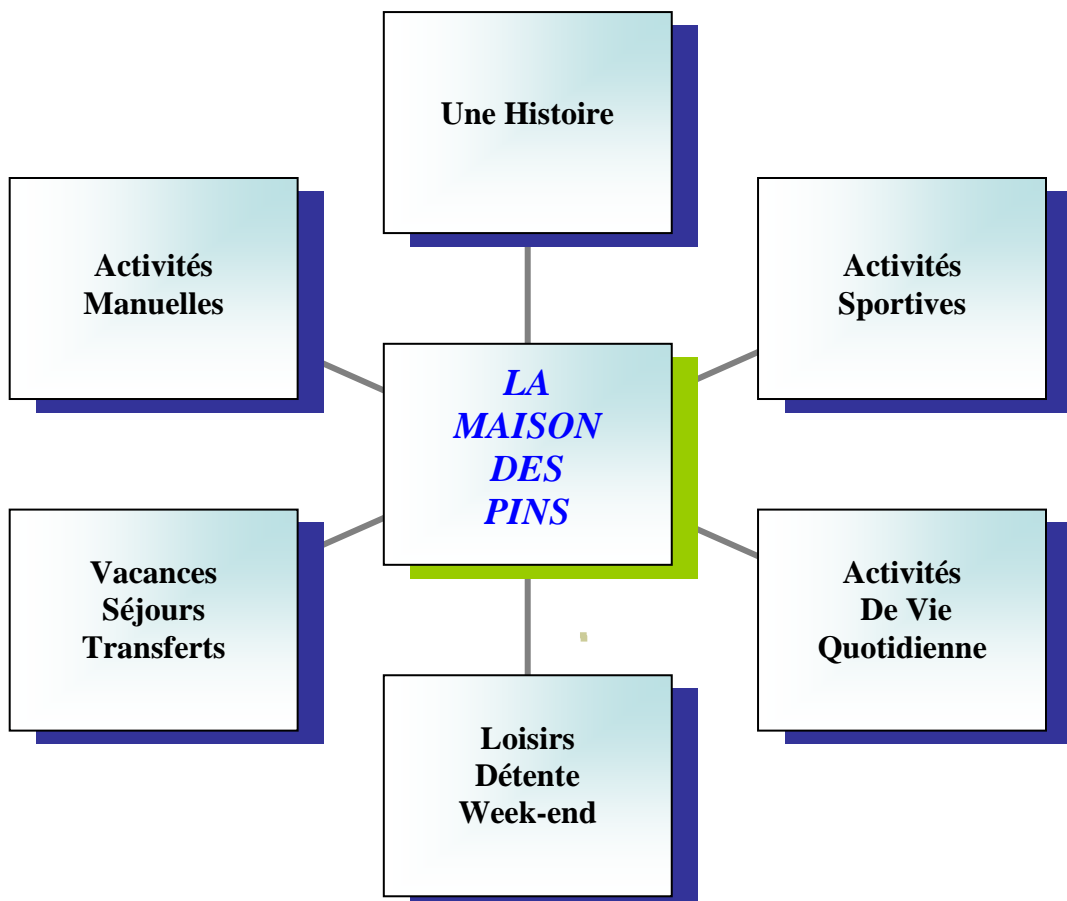 Une Histoire
Activités
Manuelles
Activités
Sportives
LA
MAISON
DES
PINS
Vacances
Séjours
Transferts
Activités
De Vie
Quotidienne
Loisirs
Détente
Week-end